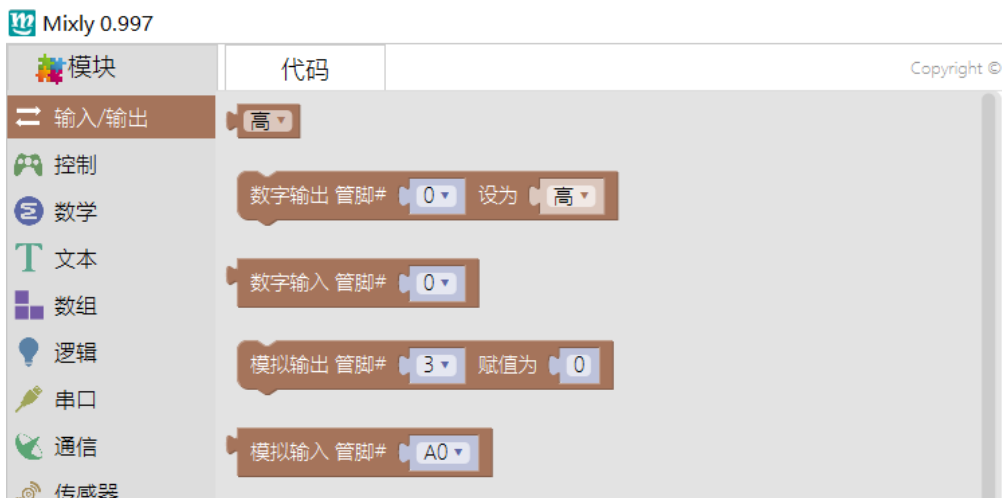 Mixly 0.997
模块
代码
Copyright ©
输入/输出
高
控制
数字输出 管脚# 0 设为 高
数学
文本
数字输入 管脚# 0
数组
逻辑
模拟输出 管脚# 3 赋值为 0
串口
通信
模拟输入 管脚# A0
传感器